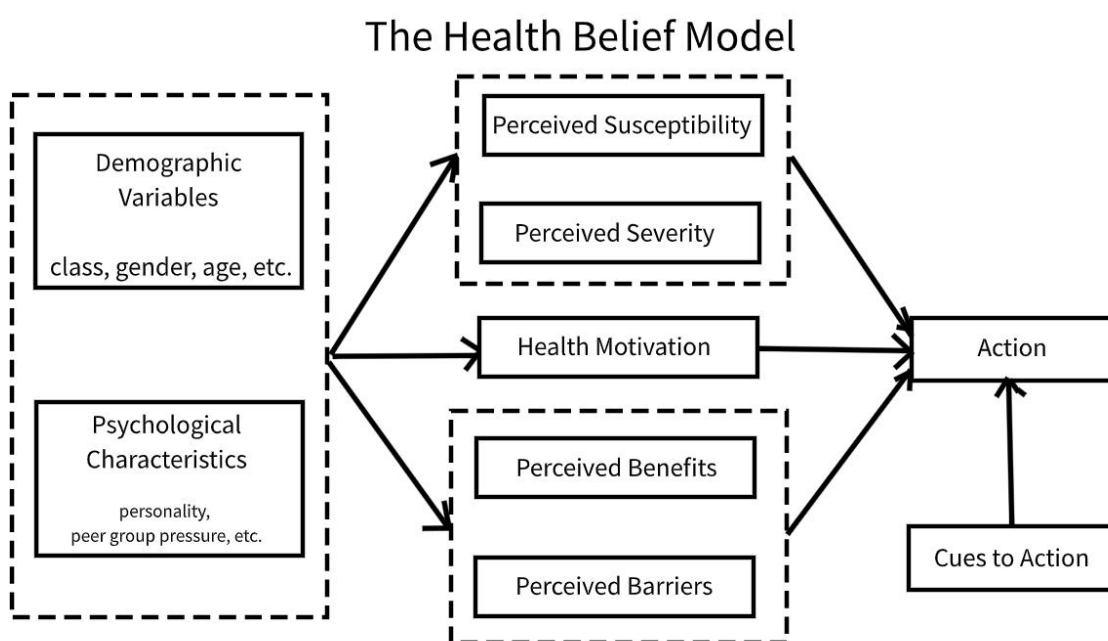 The Health Belief Model
Demographic
Variables
class, gender, age, etc.
Psychological
Characteristics
personality,
peer group pressure, etc.
Perceived Susceptibility
Perceived Severity
Health Motivation
Perceived Benefits
Perceived Barriers
Action
Cues to Action